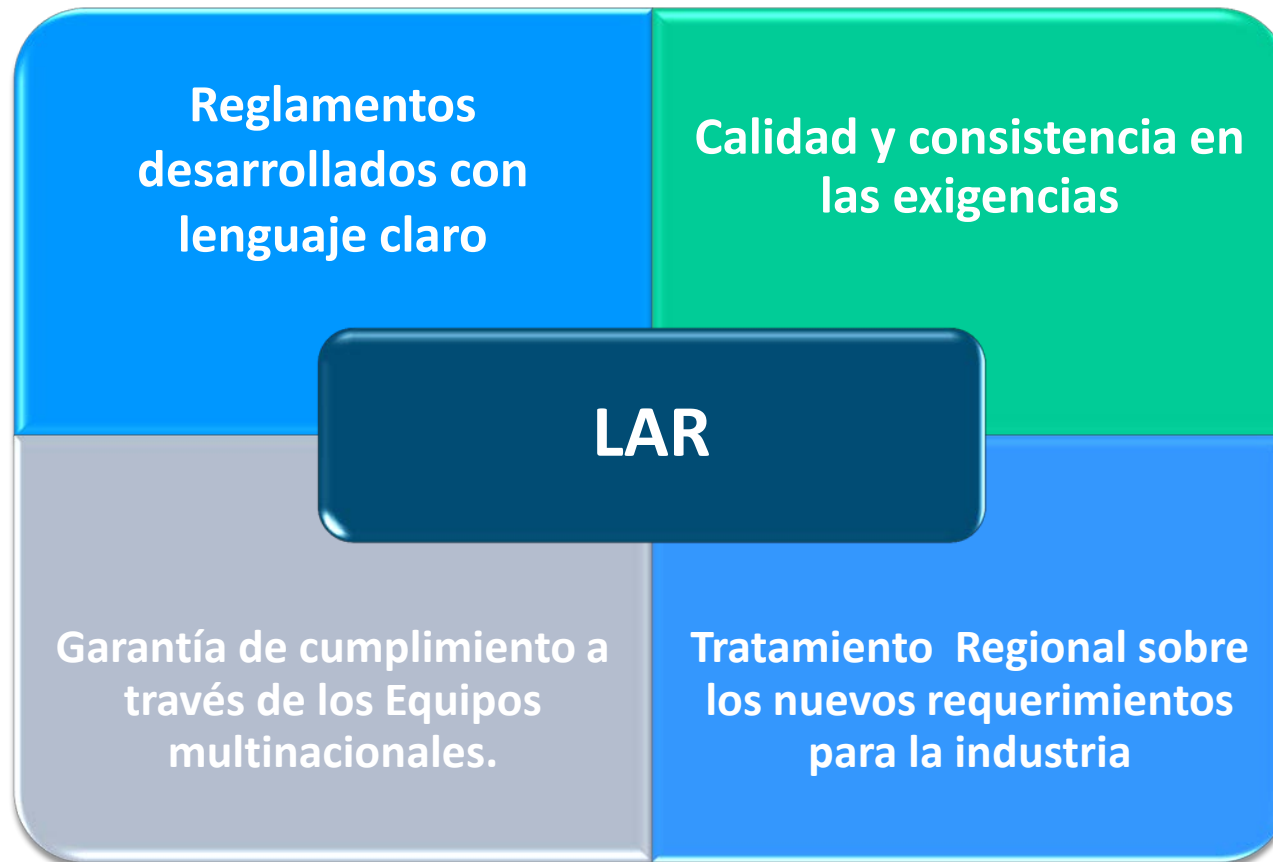 Reglamentos
desarrollados con
lenguaje claro
Calidad y consistencia en
las exigencias
LAR
Garantía de cumplimiento a
través de los Equipos
multinacionales.
Tratamiento  Regional sobre
los nuevos requerimientos
para la industria